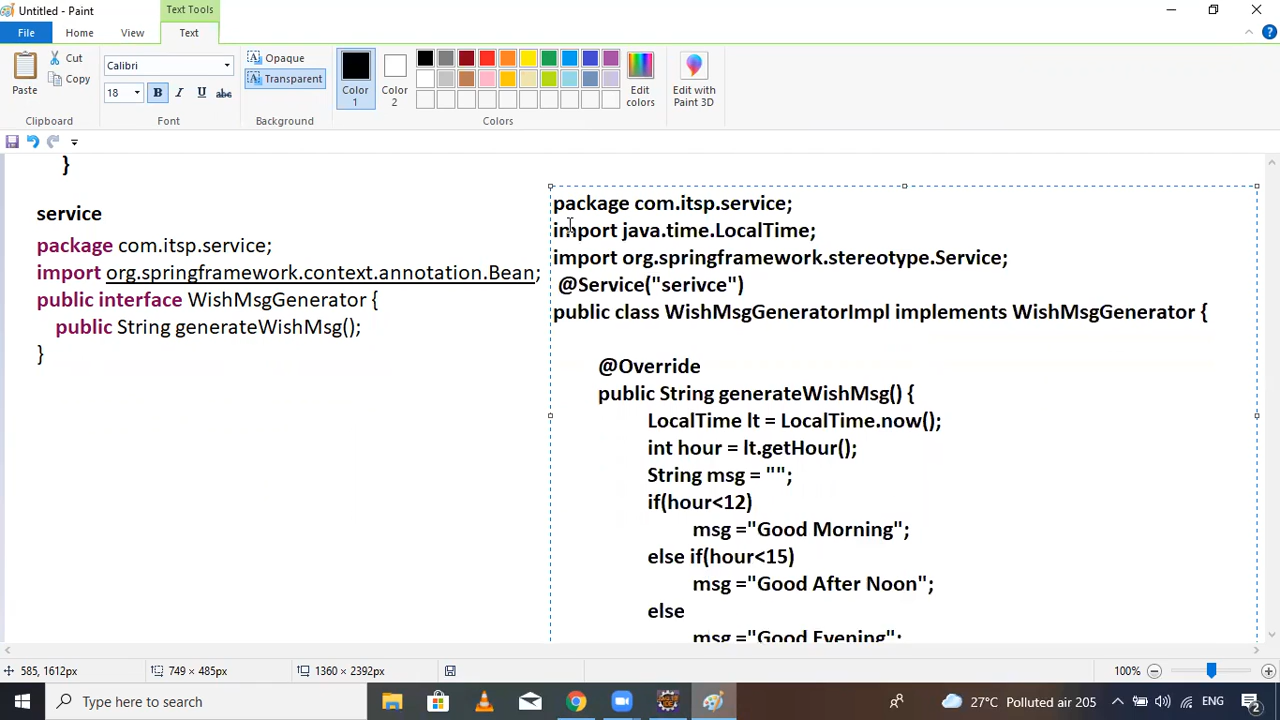 Untitled - Paint
Text Tools
File
Home
View
Text
Paste
Cut
Copy
Clipboard
Calibri
18
B
I
U
abc
Font
Opaque
Transparent
Background
Color 1
Color 2
Edit colors
Colors
Edit with Paint 3D
}
service
package com.itsp.service;
import org.springframework.context.annotation.Bean;
public interface WishMsgGenerator {
public String generateWishMsg();
}
package com.itsp.service;
import java.time.LocalTime;
import org.springframework.stereotype.Service;
@Service("serivce")
public class WishMsgGeneratorImpl implements WishMsgGenerator {
@Override
public String generateWishMsg() {
LocalTime lt = LocalTime.now();
int hour = lt.getHour();
String msg = "";
if(hour<12)
msg ="Good Morning";
else if(hour<15)
msg ="Good After Noon";
else
msg ="Good Evening";
585, 1612px
749 × 485px
1360 × 2392px
100%
Type here to search
27°C Polluted air 205
ENG
2